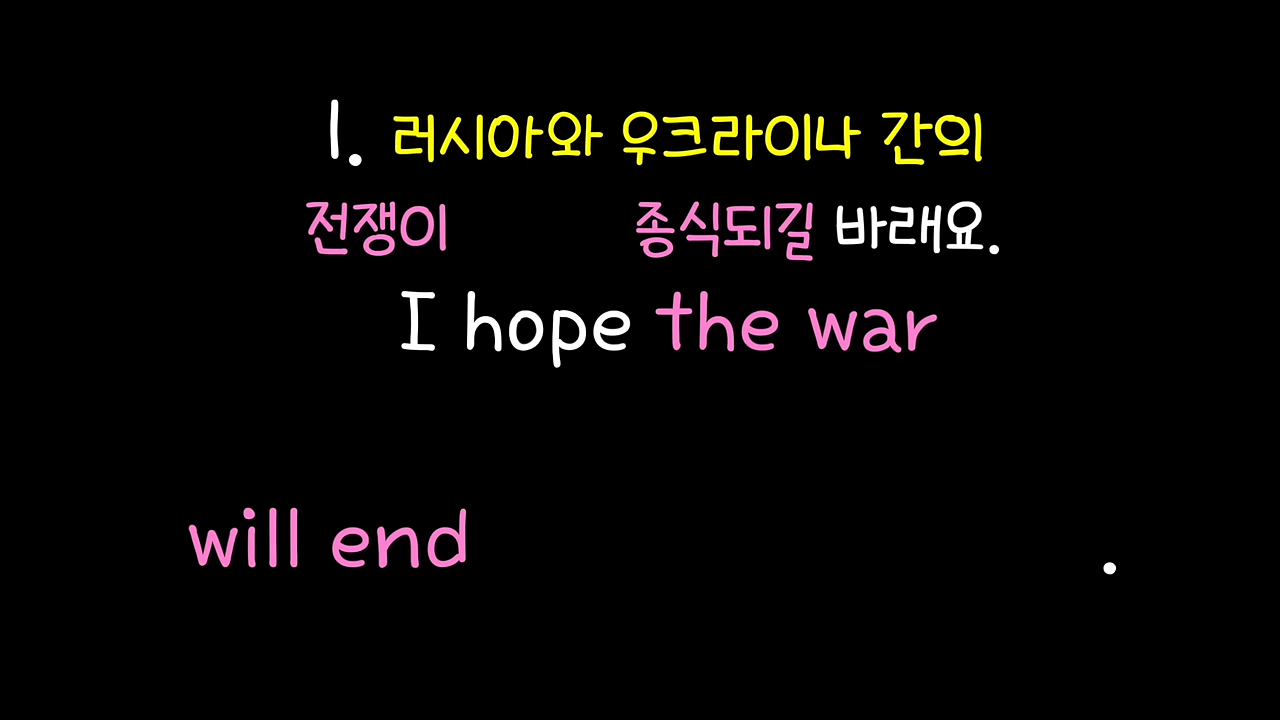 1. 러시아와 우크라이나 간의
전쟁이 종식되길 바래요.
I hope the war
will end .